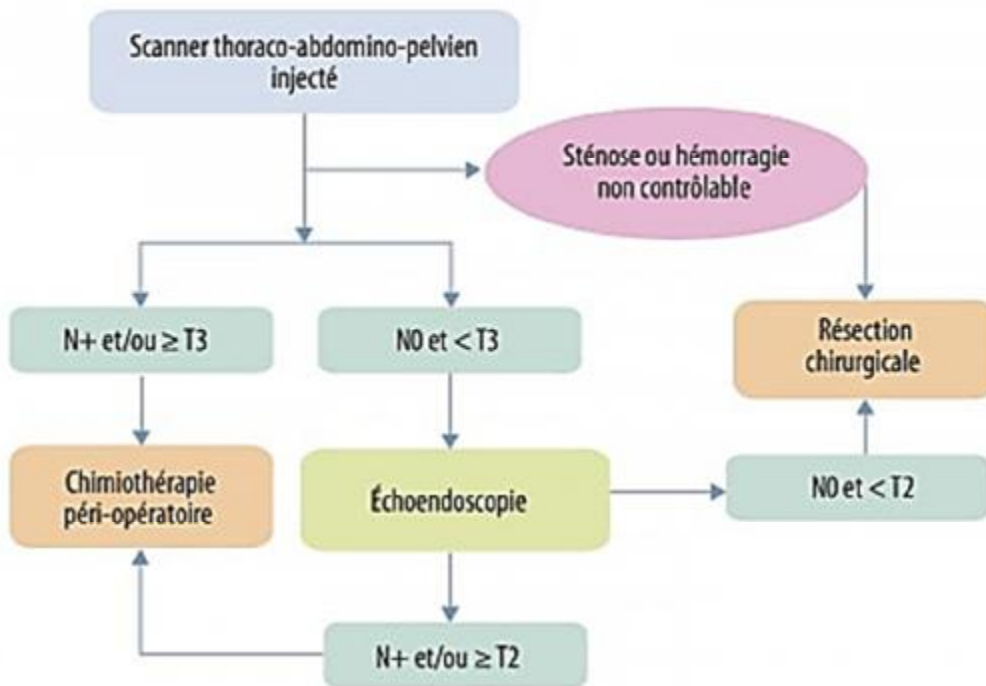 Scanner thoraco-abdomino-pelvien
injecté
Sténose ou hémorragie
non contrôlable
N+ et/ou ≥ T3
N0 et < T3
Résection
chirurgicale
Chimiothérapie
péri-opératoire
Échoendoscopie
N0 et < T2
N+ et/ou ≥ T2